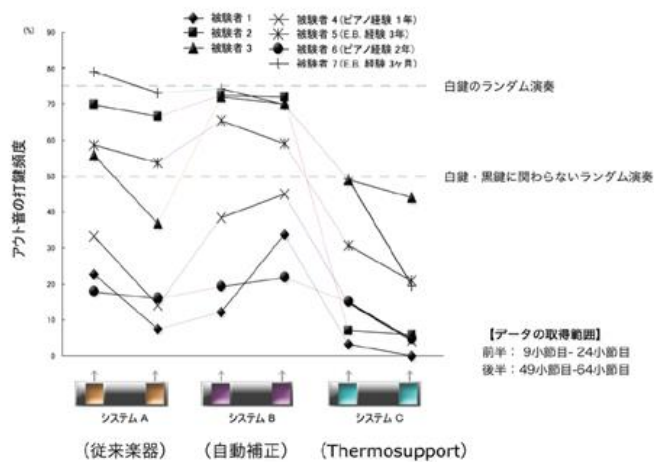 (%)
アウト音の打鍵頻度
90
80
70
60
50
40
30
20
10
0
被験者 1
被験者 2
被験者 3
被験者 4 (ピアノ経験 1年)
被験者 5 (E.B. 経験 3年)
被験者 6 (ピアノ経験 2年)
被験者 7 (E.B. 経験 3ヶ月)
白鍵のランダム演奏
白鍵・黒鍵に関わらないランダム演奏
【データの取得範囲】
前半： 9小節目- 24小節目
後半：49小節目-64小節目
システム A
システム B
システム C
(従来楽器)
(自動補正)
(Thermosupport)